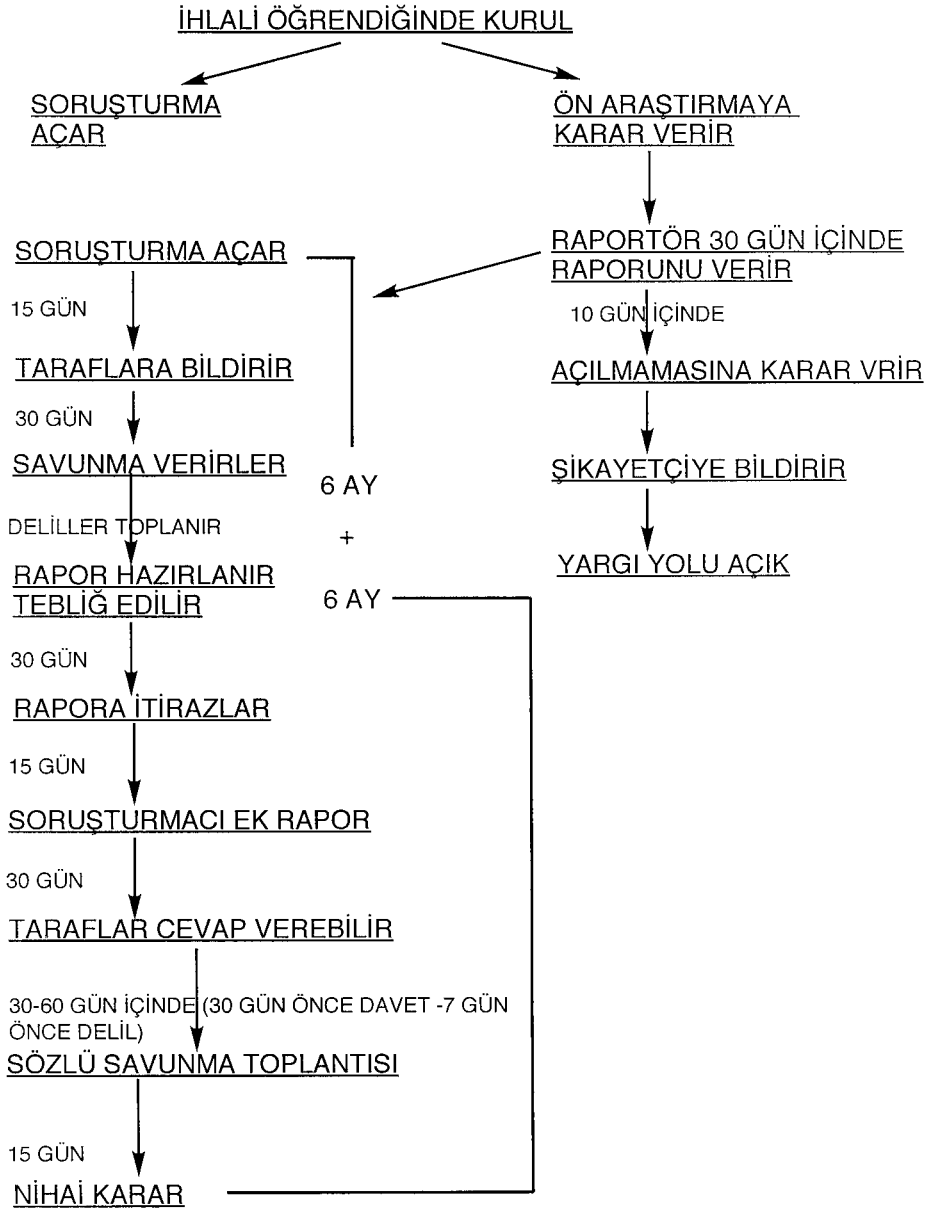 İHLALİ ÖĞRENDİĞİNDE KURUL
SORUŞTURMA
AÇAR
ÖN ARAŞTIRMAYA
KARAR VERİR
RAPORTÖR 30 GÜN İÇİNDE
RAPORUNU VERİR
10 GÜN İÇİNDE
AÇILMAMASINA KARAR VRİR
ŞİKAYETÇİYE BİLDİRİR
YARGI YOLU AÇIK
SORUŞTURMA AÇAR
15 GÜN
TARAFLARA BİLDİRİR
30 GÜN
SAVUNMA VERİRLER
DELİLLER TOPLANIR
RAPOR HAZIRLANIR
TEBLİĞ EDİLİR
6 AY
+
6 AY
30 GÜN
RAPORA İTİRAZLAR
15 GÜN
SORUŞTURMACI EK RAPOR
30 GÜN
TARAFLAR CEVAP VEREBİLİR
30-60 GÜN İÇİNDE (30 GÜN ÖNCE DAVET -7 GÜN
ÖNCE DELİL)
SÖZLÜ SAVUNMA TOPLANTISI
15 GÜN
NİHAİ KARAR